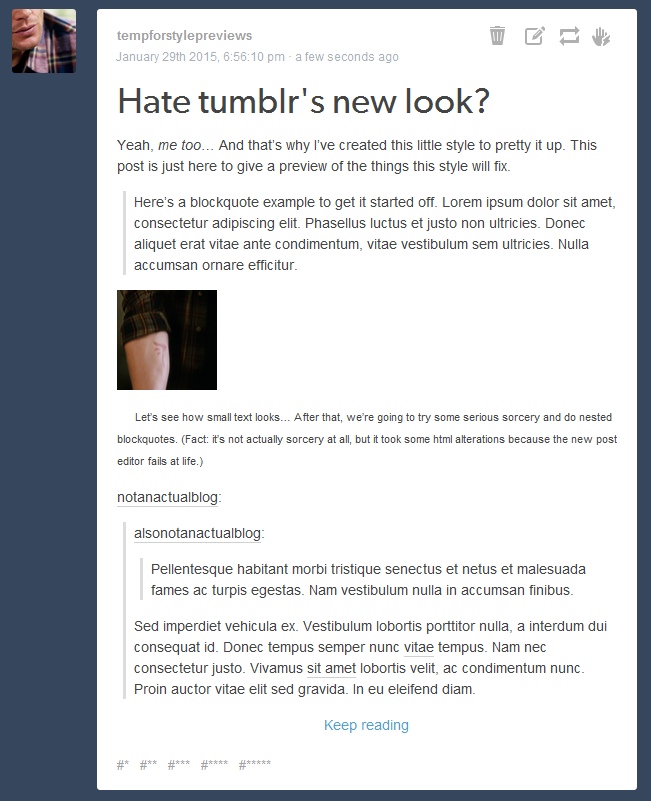 tempforstylepreviews
January 29th 2015, 6:56:10 pm · a few seconds ago
Hate tumblr's new look?
Yeah, me too… And that’s why I’ve created this little style to pretty it up. This
post is just here to give a preview of the things this style will fix.
Here’s a blockquote example to get it started off. Lorem ipsum dolor sit amet,
consectetur adipiscing elit. Phasellus luctus et justo non ultricies. Donec
aliquet erat vitae ante condimentum, vitae vestibulum sem ultricies. Nulla
accumsan ornare efficitur.
Let’s see how small text looks… After that, we’re going to try some serious sorcery and do nested
blockquotes. (Fact: it’s not actually sorcery at all, but it took some html alterations because the new post
editor fails at life.)
notanactualblog:
alsonotanactualblog:
Pellentesque habitant morbi tristique senectus et netus et malesuada
fames ac turpis egestas. Nam vestibulum nulla in accumsan finibus.
Sed imperdiet vehicula ex. Vestibulum lobortis porttitor nulla, a interdum dui
consequat id. Donec tempus semper nunc vitae tempus. Nam nec
consectetur justo. Vivamus sit amet lobortis velit, ac condimentum nunc.
Proin auctor vitae elit sed gravida. In eu eleifend diam.
Keep reading
#* #** #*** #**** #*****